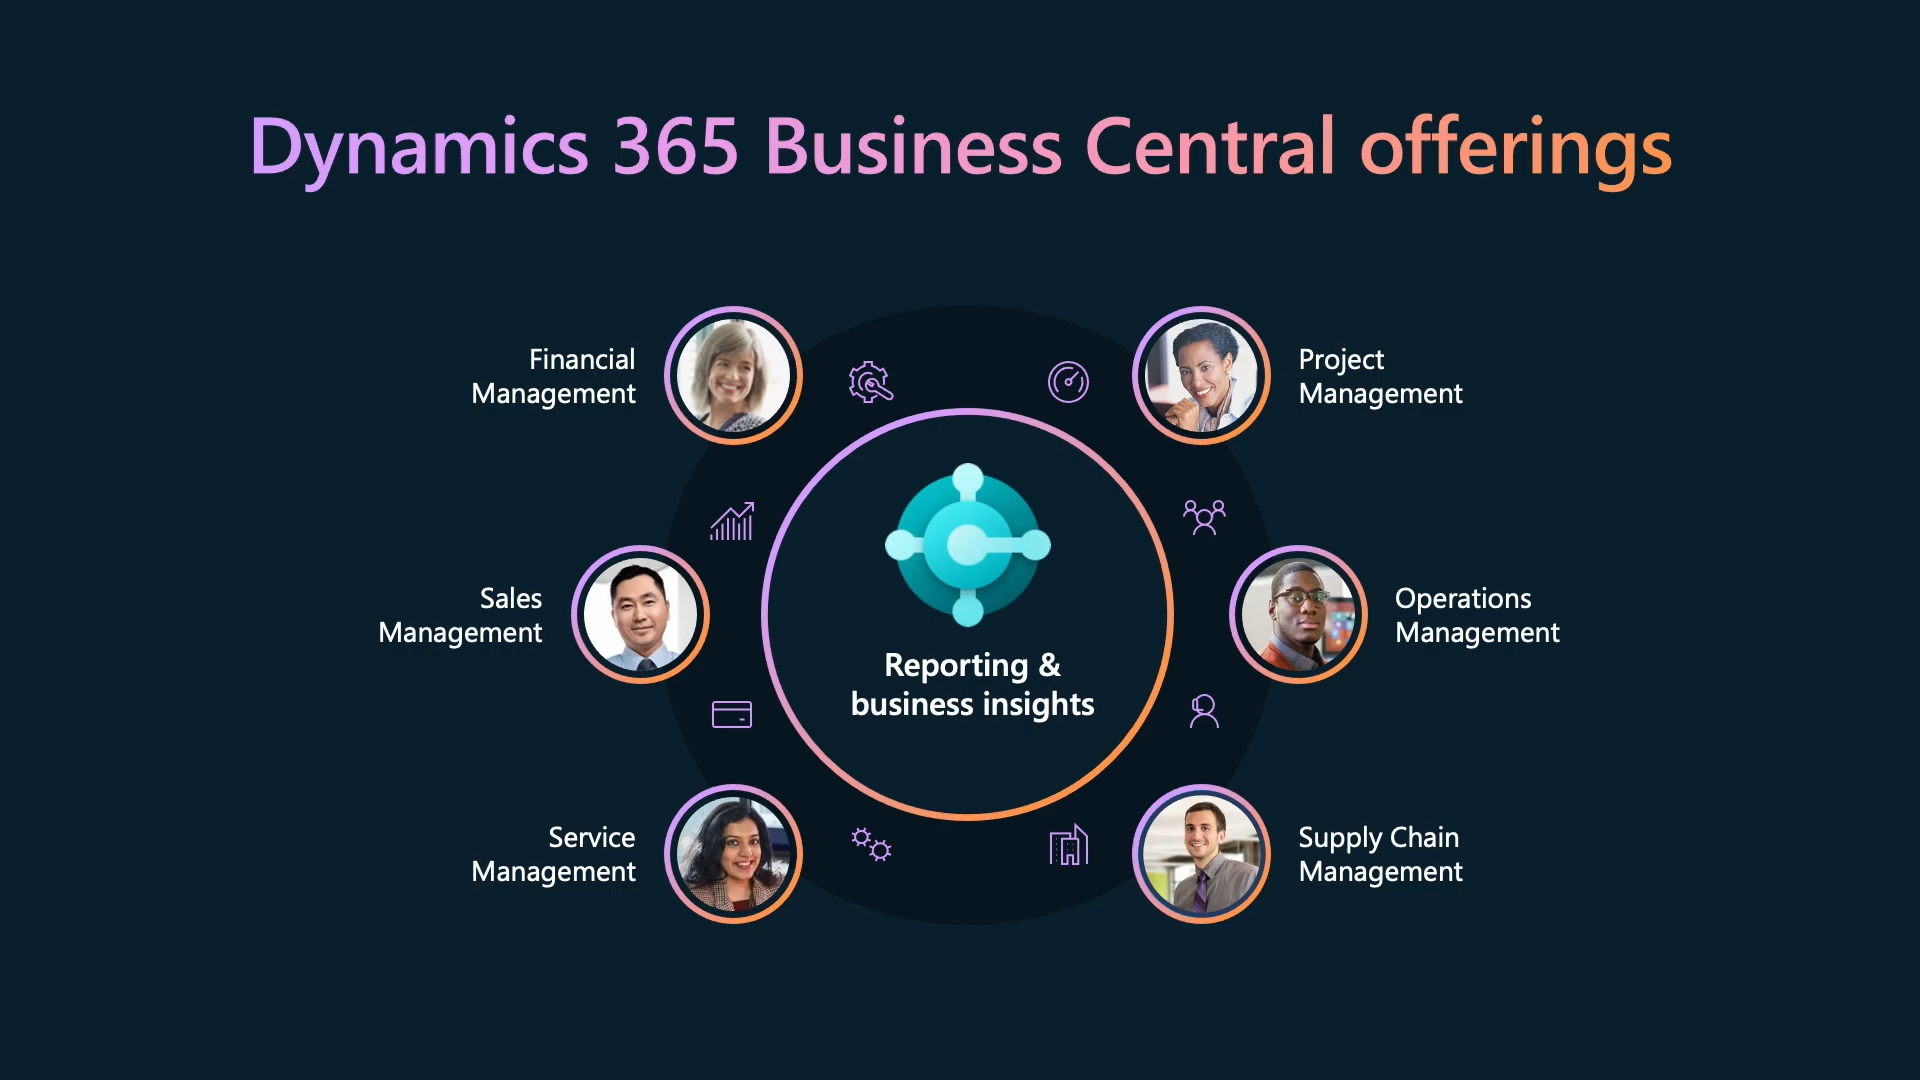 Dynamics 365 Business Central offerings
Financial
Management
Project
Management
Sales
Management
Operations
Management
Reporting &
business insights
Service
Management
Supply Chain
Management